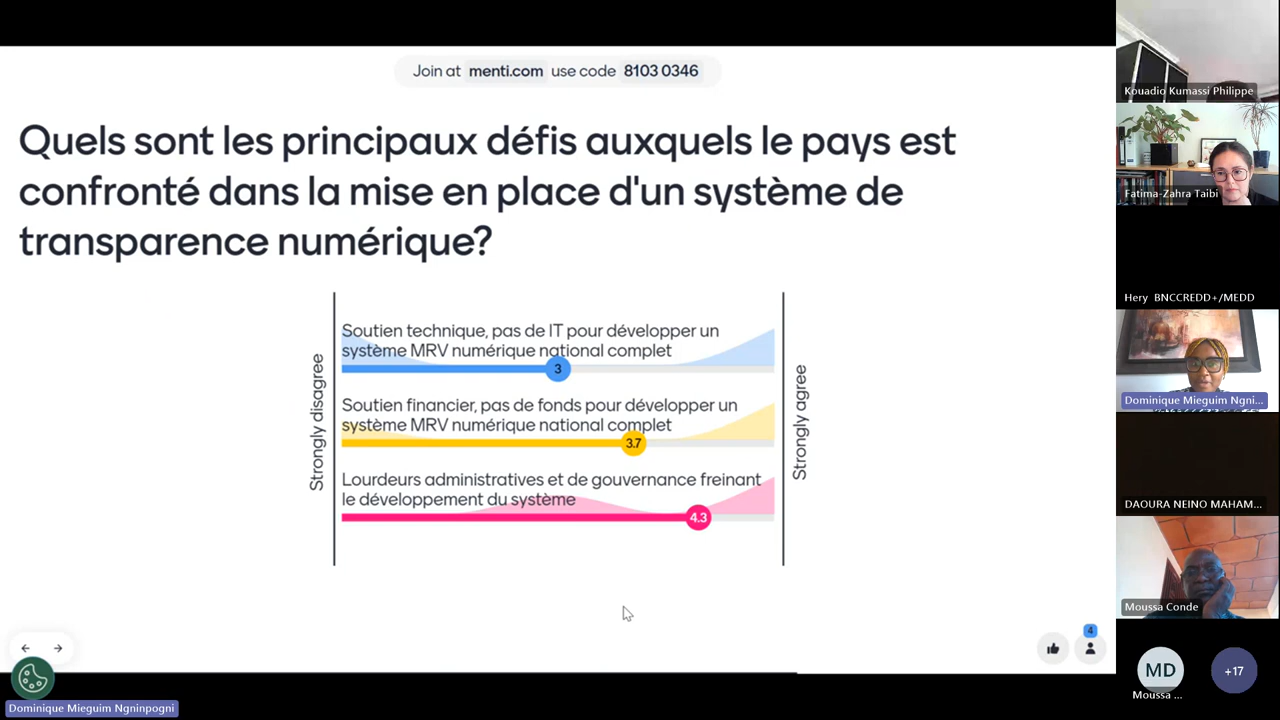 Join at menti.com use code 8103 0346
Quels sont les principaux défis auxquels le pays est
confronté dans la mise en place d'un système de
transparence numérique?
Strongly disagree
Soutien technique, pas de IT pour développer un
système MRV numérique national complet
3
Soutien financier, pas de fonds pour développer un
système MRV numérique national complet
3.7
Lourdeurs administratives et de gouvernance freinant
le développement du système
4.3
Strongly agree
4
Dominique Mieguim Ngninpogni
Kouadio Kumassi Philippe
Fatima-Zahra Taibi
Hery BNCCREDD+/MEDD
Dominique Mieguim Ngni...
DAOURA NEINO MAHAM...
Moussa Conde
MD
Moussa ...
+17